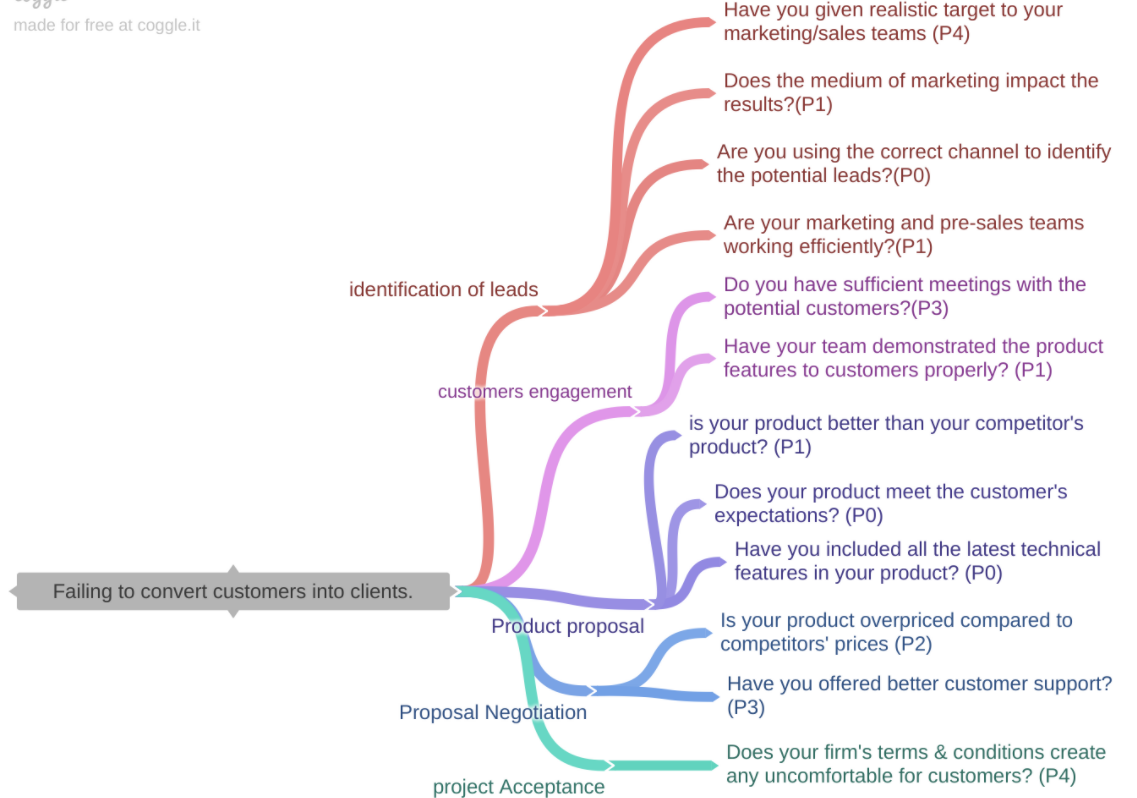 made for free at coggle.it
Have you given realistic target to your
marketing/sales teams (P4)
Does the medium of marketing impact the
results?(P1)
Are you using the correct channel to identify
the potential leads?(P0)
Are your marketing and pre-sales teams
working efficiently?(P1)
identification of leads
Do you have sufficient meetings with the
potential customers?(P3)
Have your team demonstrated the product
features to customers properly? (P1)
customers engagement
is your product better than your competitor's
product? (P1)
Does your product meet the customer's
expectations? (P0)
Have you included all the latest technical
features in your product? (P0)
Failing to convert customers into clients.
Product proposal
Is your product overpriced compared to
competitors' prices (P2)
Have you offered better customer support?
(P3)
Proposal Negotiation
Does your firm's terms & conditions create
any uncomfortable for customers? (P4)
project Acceptance